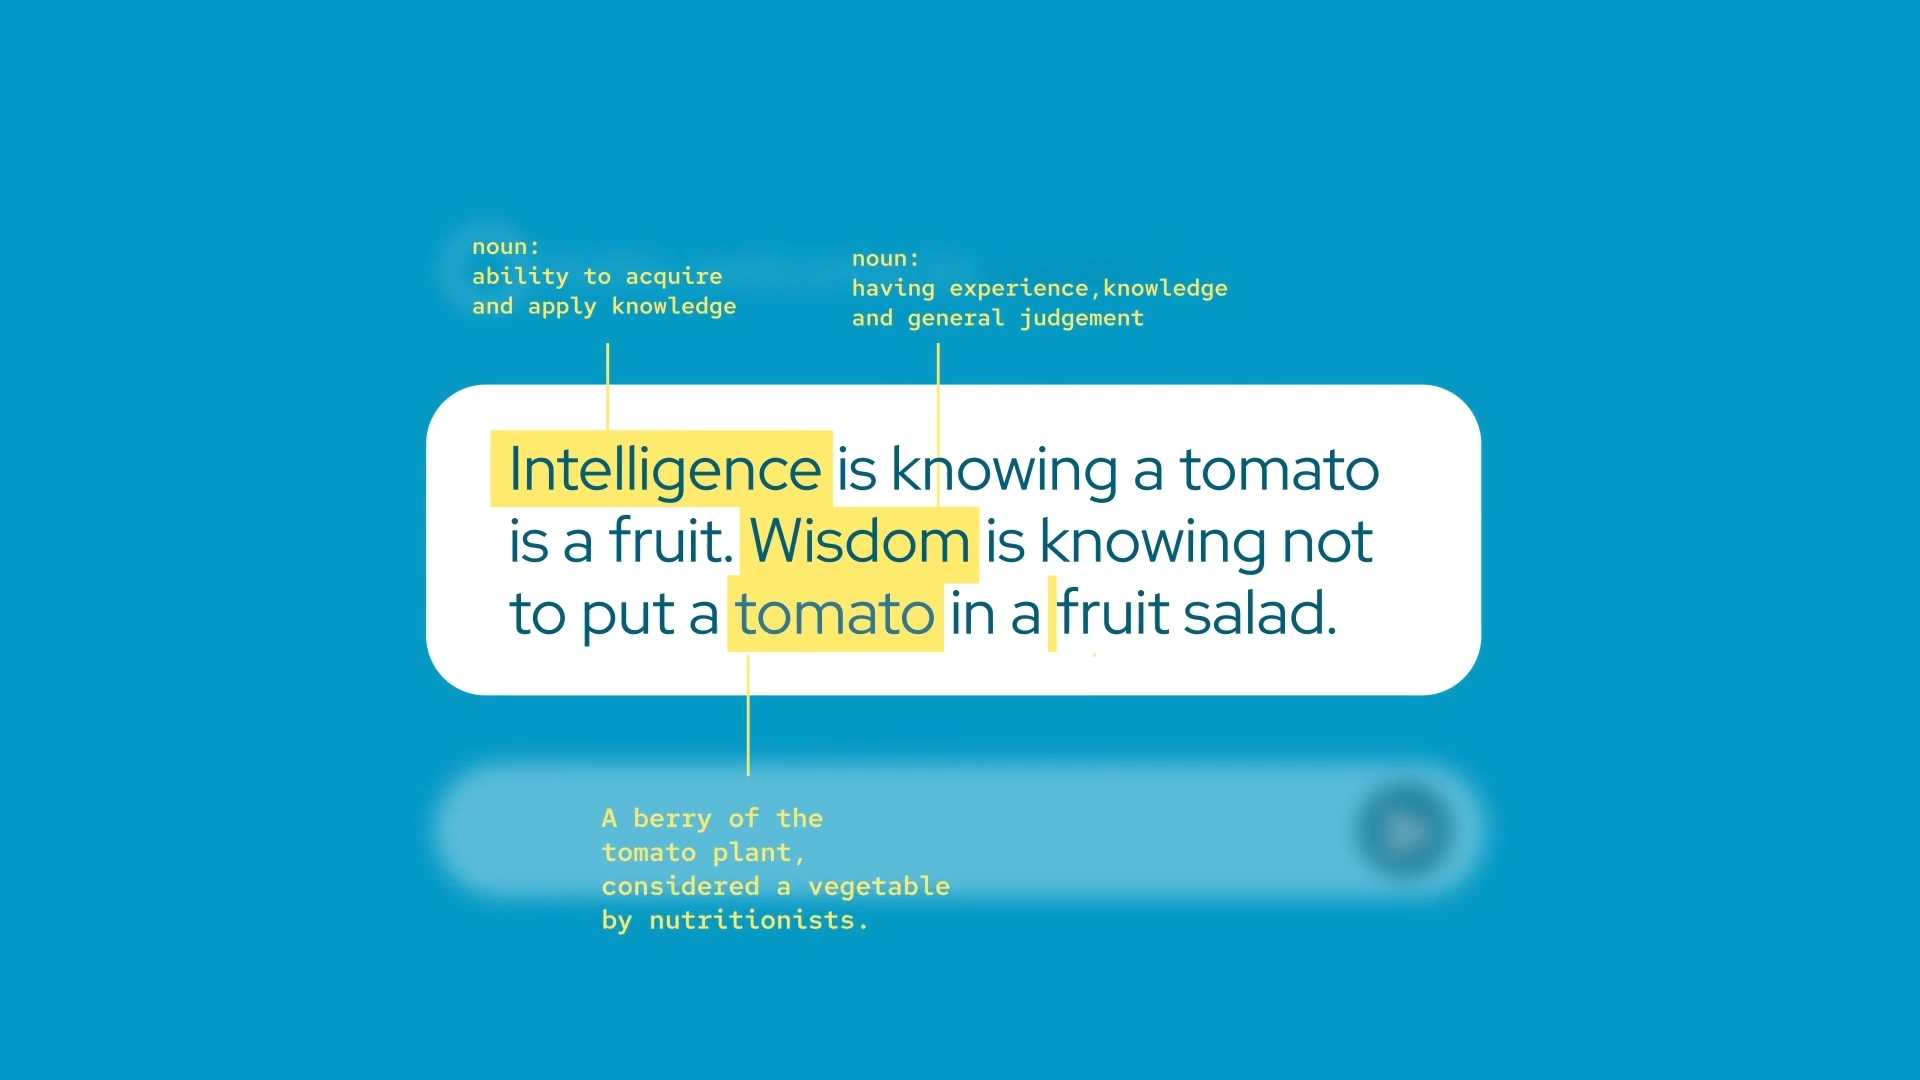 noun:
ability to acquire
and apply knowledge
noun:
having experience,knowledge
and general judgement
Intelligence is knowing a tomato
is a fruit. Wisdom is knowing not
to put a tomato in a fruit salad.
A berry of the
tomato plant,
considered a vegetable
by nutritionists.